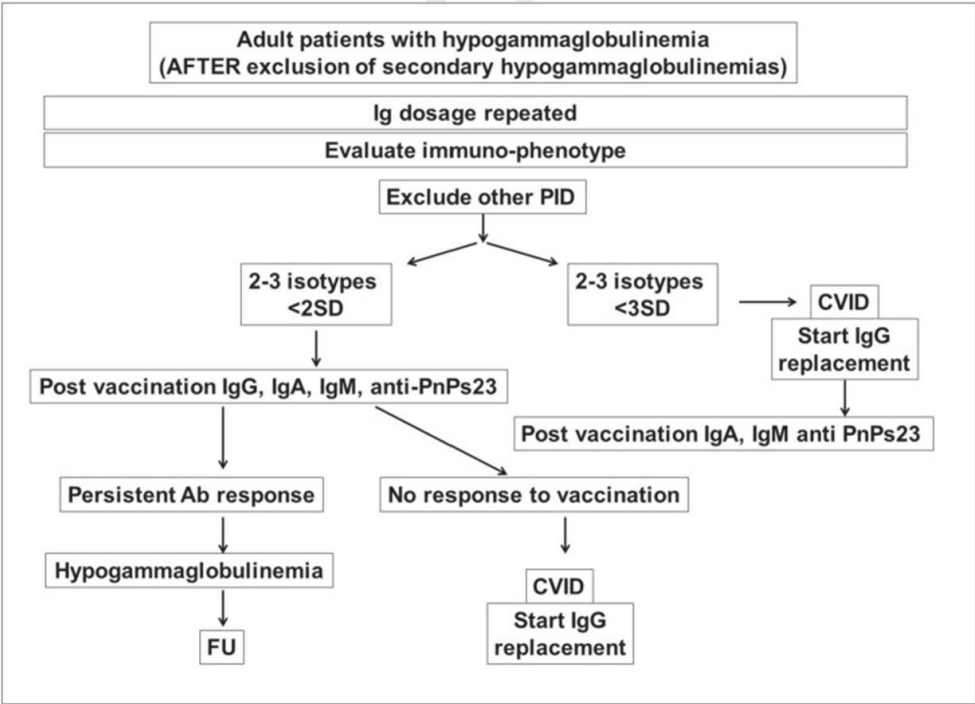 Adult patients with hypogammaglobulinemia
(AFTER exclusion of secondary hypogammaglobulinemias)
Ig dosage repeated
Evaluate immuno-phenotype
Exclude other PID
2-3 isotypes
<2SD
2-3 isotypes
<3SD
CVID
Start IgG
replacement
Post vaccination IgG, IgA, IgM, anti-PnPs23
Post vaccination IgA, IgM anti PnPs23
Persistent Ab response
No response to vaccination
Hypogammaglobulinemia
CVID
Start IgG
replacement
FU